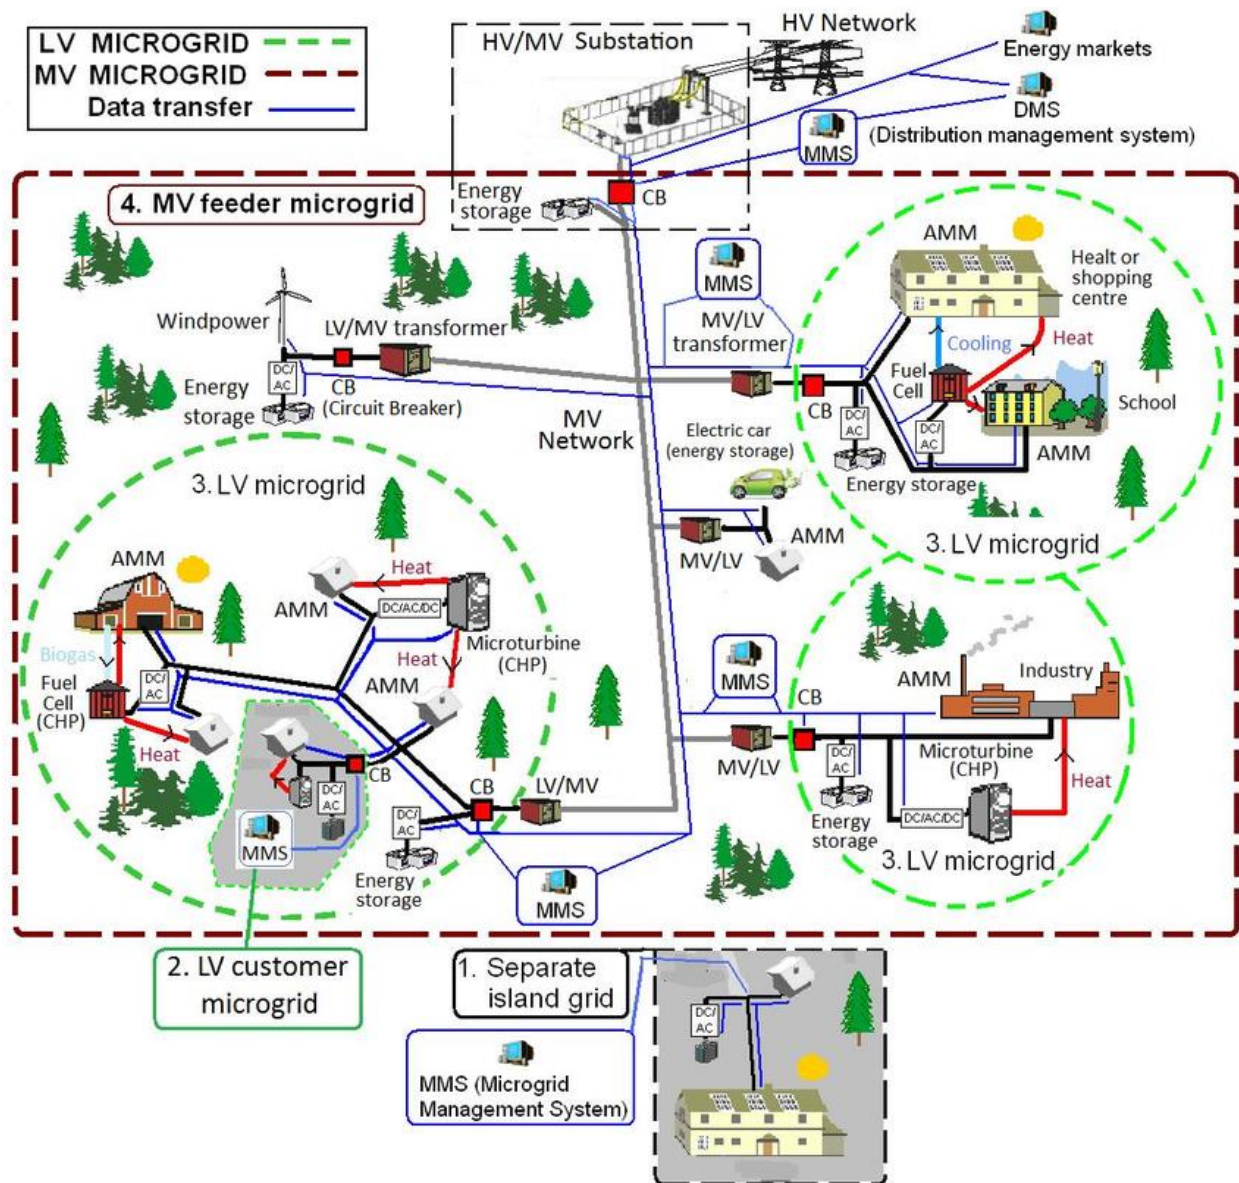 LV MICROGRID
MV MICROGRID
Data transfer
HV/MV Substation
HV Network
Energy markets
DMS
(Distribution management system)
MMS
4. MV feeder microgrid
Energy
storage
CB
MMS
AMM
Healt or
shopping
centre
Windpower
LV/MV transformer
MV/LV
transformer
Cooling
Heat
DC/
AC
Energy
storage
CB
(Circuit Breaker)
Fuel
Cell
School
CB
DC/
AC
DC/
AC
AMM
Energy storage
MV
Network
Electric car
(energy storage)
3. LV microgrid
3. LV microgrid
AMM
MV/LV
AMM
Heat
AMM
DC/AC/DC
Microturbine
(CHP)
Biogas
Heat
Fuel
Cell
(CHP)
DC/
AC
AMM
Heat
MMS
AMM
Industry
CB
MV/LV
DC/
AC
Microturbine
(CHP)
Heat
DC/AC/DC
Energy
storage
3. LV microgrid
CB
DC/
AC
MMS
CB
LV/MV
DC/
AC
Energy
storage
MMS
2. LV customer
microgrid
1. Separate
island grid
DC/
AC
MMS (Microgrid
Management System)